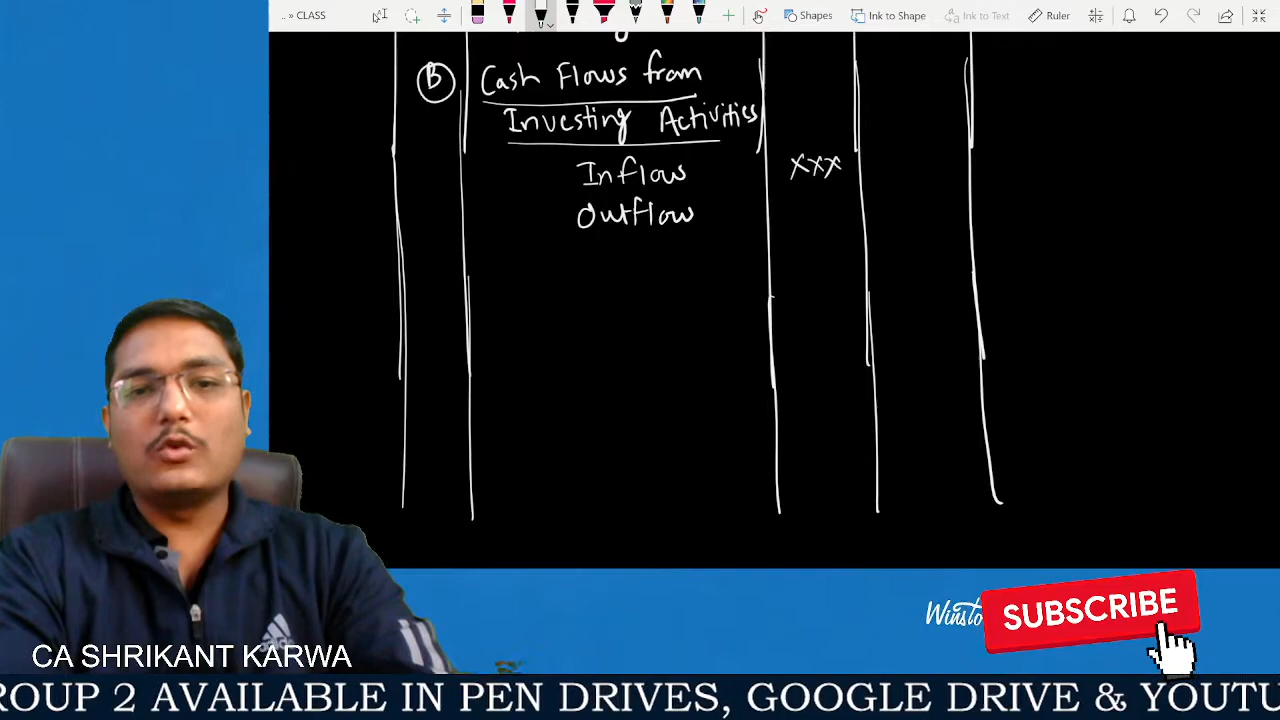 .. » CLASS
Shapes
Ink to Shape
Ink to Text
Ruler
B Cash Flows from
Investing Activities
Inflow xxx
Outflow
adidas
CA SHRIKANT KARWA
SUBSCRIBE
ROUP 2 AVAILABLE IN PEN DRIVES, GOOGLE DRIVE & YOUTU